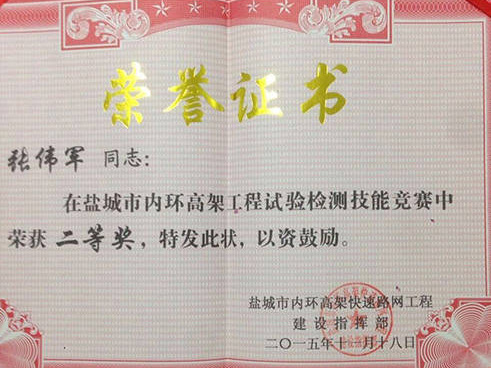 荣誉证书
张伟军 同志：
在盐城市内环高架工程试验检测技能竞赛中
荣获 二等奖，特发此状，以资鼓励。
盐城市内环高架快速路网工程
建设指挥部
二〇一五年十一月十八日